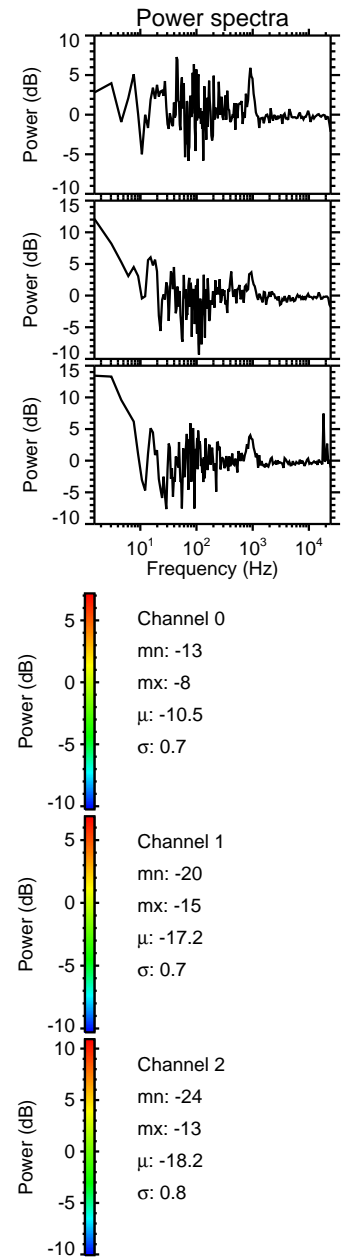 Power spectra
10
5
0
-5
-10
Power (dB)
15
10
5
0
-5
-10
Power (dB)
15
10
5
0
-5
-10
Power (dB)
10¹ 10² 10³ 10⁴
Frequency (Hz)
5
0
-5
-10
Power (dB)
Channel 0
mn: -13
mx: -8
μ: -10.5
σ: 0.7
5
0
-5
-10
Power (dB)
Channel 1
mn: -20
mx: -15
μ: -17.2
σ: 0.7
10
5
0
-5
-10
Power (dB)
Channel 2
mn: -24
mx: -13
μ: -18.2
σ: 0.8